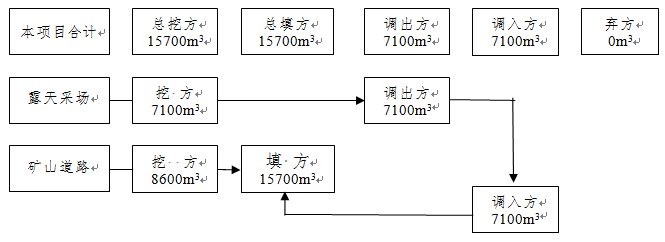 本项目合计
总挖方
15700m³
总填方
15700m³
调出方
7100m³
调入方
7100m³
弃方
0m³
露天采场
挖·方
7100m³
调出方
7100m³
矿山道路
挖··方
8600m³
填·方
15700m³
调入方
7100m³